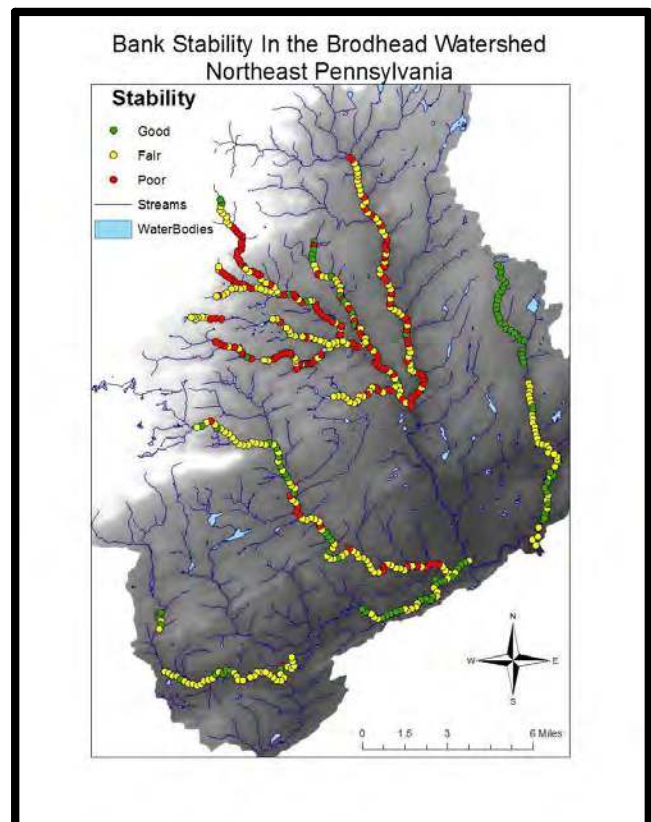 Bank Stability In the Brodhead Watershed
Northeast Pennsylvania
Stability
Good
Fair
Poor
Streams
WaterBodies
N
W E
S
0 1.5 3 6 Miles